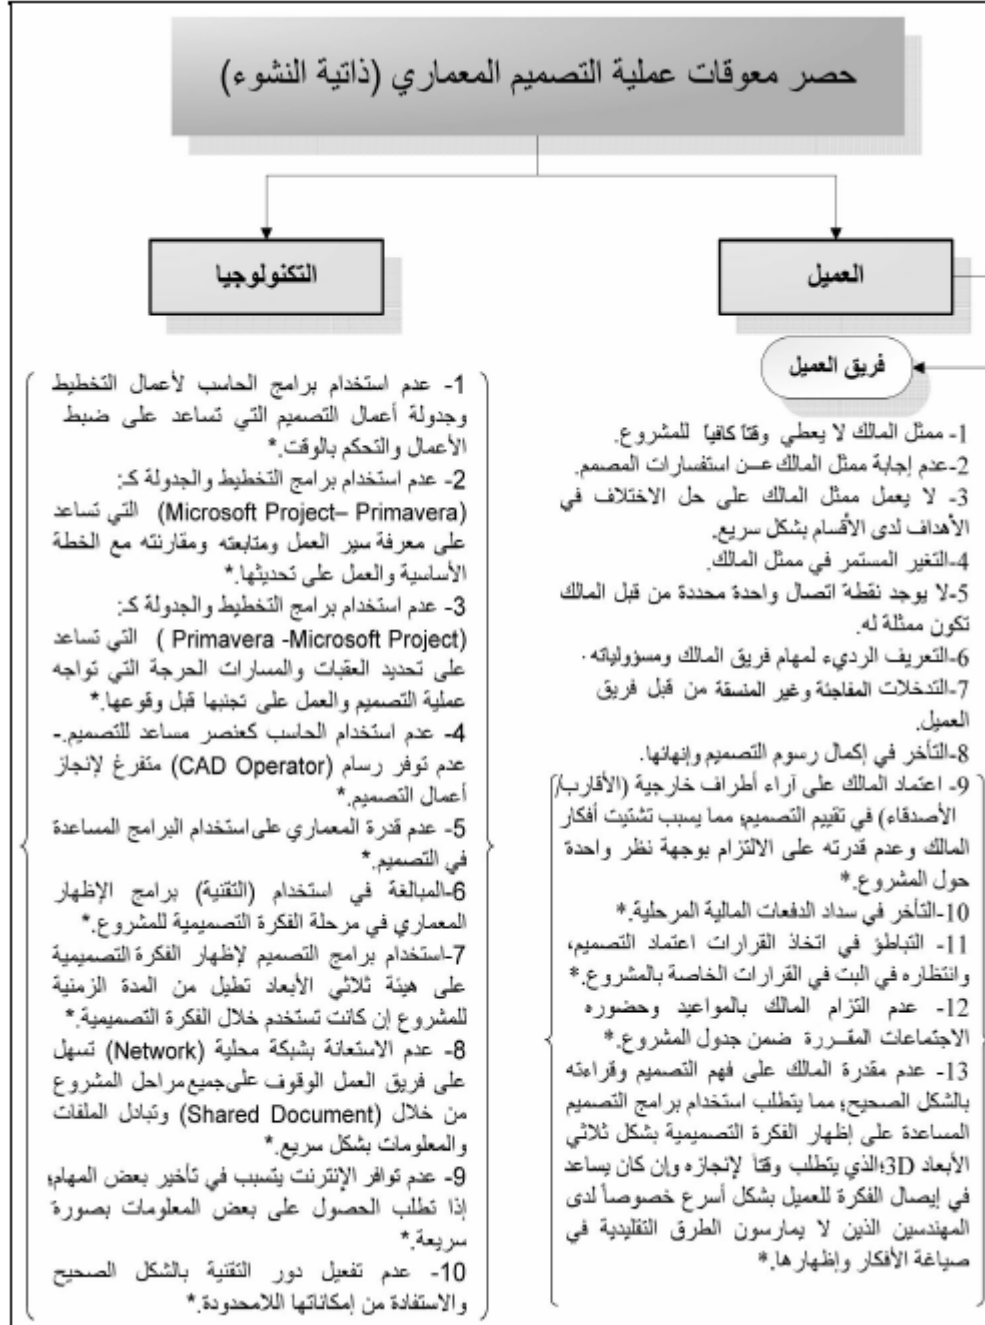 حصر معوقات عملية التصميم المعماري (ذاتية النشوء)
العميل
فريق العميل
1- ممثل المالك لا يعطي وقتاً كافياً للمشروع.
2-عدم إجابة ممثل المالك عـن استفسارات المصمم.
3- لا يعمل ممثل المالك على حل الاختلاف في
الأهداف لدى الأقسام بشكل سريع.
4-التغير المستمر في ممثل المالك.
5-لا يوجد نقطة اتصال واحدة محددة من قبل المالك
تكون ممثلة له.
6-التعريف الرديء لمهام فريق المالك ومسؤولياته.
7-التدخلات المفاجئة وغير المنسقة من قبل فريق
العميل.
8-التأخر في إكمال رسوم التصميم وإنهائها.
9- اعتماد المالك على آراء أطراف خارجية (الأقارب/
الأصدقاء) في تقييم التصميم، مما يسبب تشتيت أفكار
المالك وعدم قدرته على الالتزام بوجهة نظر واحدة
حول المشروع.*
10-التأخر في سداد الدفعات المالية المرحلية.*
11- التباطؤ في اتخاذ القرارات اعتماد التصميم،
وانتظاره في البت في القرارات الخاصة بالمشروع.*
12- عدم التزام المالك بالمواعيد وحضوره
الاجتماعات المقـررة ضمن جدول المشروع.*
13- عدم مقدرة المالك على فهم التصميم وقراءته
بالشكل الصحيح؛ مما يتطلب استخدام برامج التصميم
المساعدة على إظهار الفكرة التصميمية بشكل ثلاثي
الأبعاد 3D؛الذي يتطلب وقتاً لإنجازه وإن كان يساعد
في إيصال الفكرة للعميل بشكل أسرع خصوصاً لدى
المهندسين الذين لا يمارسون الطرق التقليدية في
صياغة الأفكار وإظهارها.*
التكنولوجيا
1- عدم استخدام برامج الحاسب لأعمال التخطيط
وجدولة أعمال التصميم التي تساعد على ضبط
الأعمال والتحكم بالوقت.*
2- عدم استخدام برامج التخطيط والجدولة كـ:
(Microsoft Project– Primavera) التي تساعد
على معرفة سير العمل ومتابعته ومقارنته مع الخطة
الأساسية والعمل على تحديثها.*
3- عدم استخدام برامج التخطيط والجدولة كـ:
(Primavera -Microsoft Project ) التي تساعد
على تحديد العقبات والمسارات الحرجة التي تواجه
عملية التصميم والعمل على تجنبها قبل وقوعها.*
4- عدم استخدام الحاسب كعنصر مساعد للتصميم.-
عدم توفر رسام (CAD Operator) متفرغ لإنجاز
أعمال التصميم.*
5- عدم قدرة المعماري على استخدام البرامج المساعدة
في التصميم.*
6-المبالغة في استخدام (التقنية) برامج الإظهار
المعماري في مرحلة الفكرة التصميمية للمشروع.*
7-استخدام برامج التصميم لإظهار الفكرة التصميمية
على هيئة ثلاثي الأبعاد تطيل من المدة الزمنية
للمشروع إن كانت تستخدم خلال الفكرة التصميمية.*
8- عدم الاستعانة بشبكة محلية (Network) تسهل
على فريق العمل الوقوف على جميع مراحل المشروع
من خلال (Shared Document) وتبادل الملفات
والمعلومات بشكل سريع.*
9- عدم توافر الإنترنت يتسبب في تأخير بعض المهام،
إذا تطلب الحصول على بعض المعلومات بصورة
سريعة.*
10- عدم تفعيل دور التقنية بالشكل الصحيح
والاستفادة من إمكاناتها اللامحدودة.*